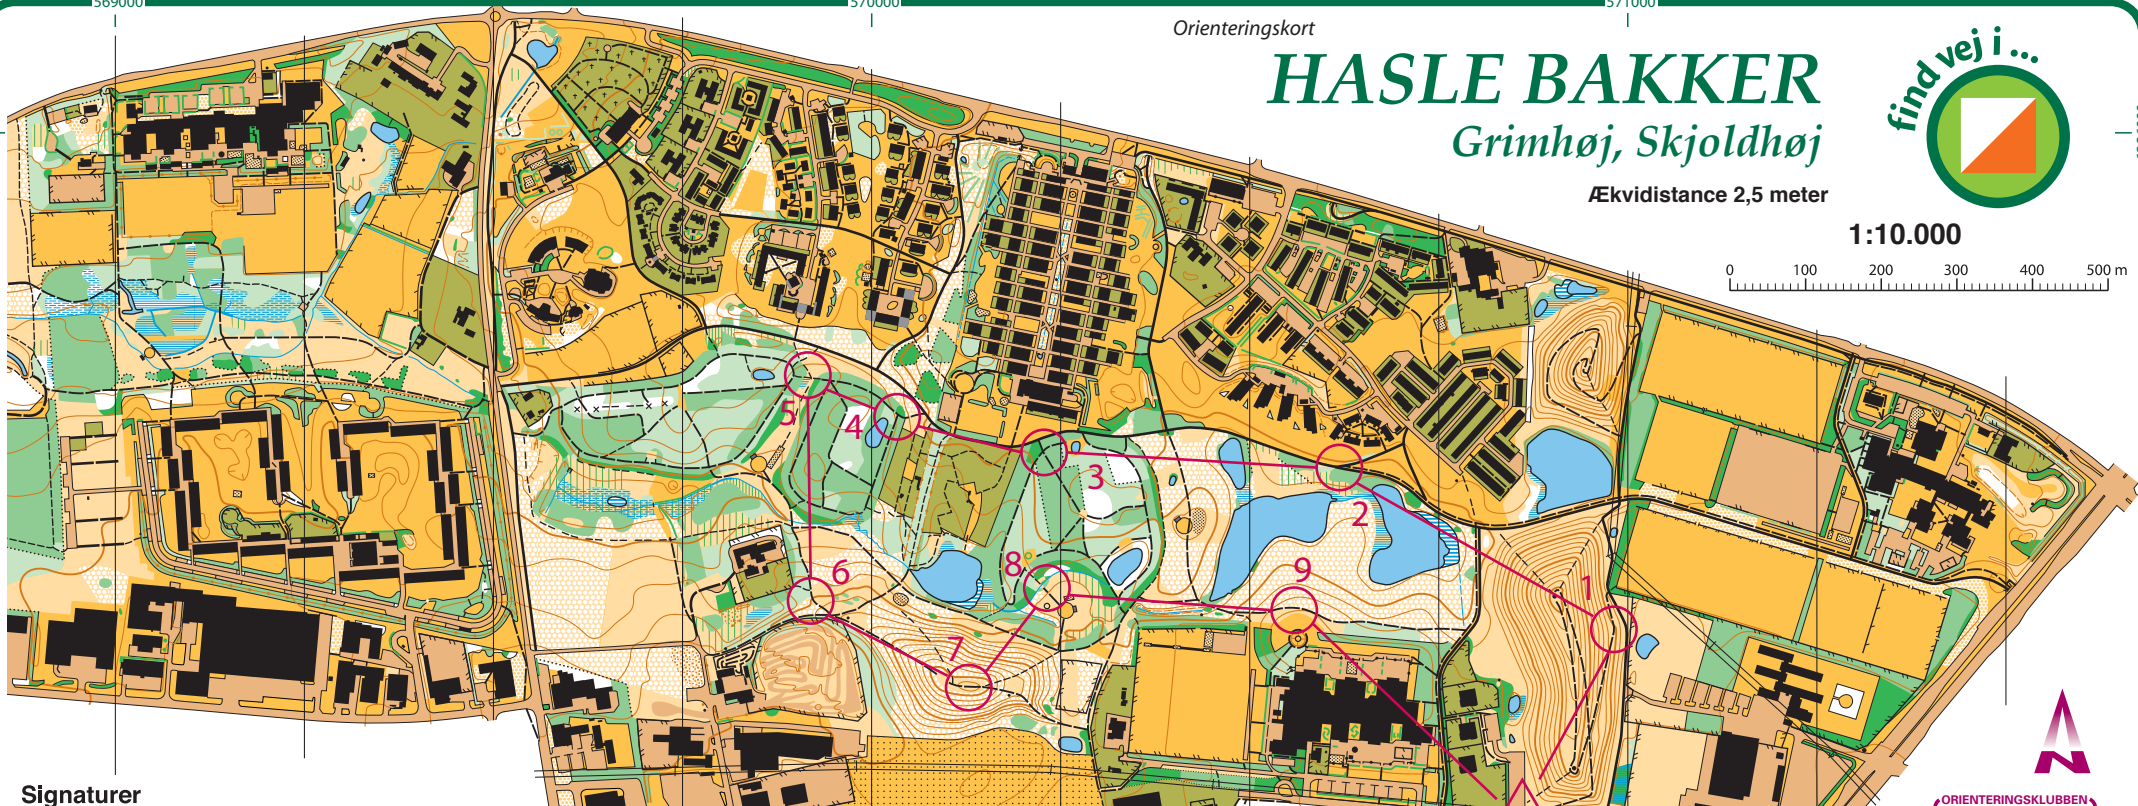 569000
570000
571000
Orienteringskort
HASLE BAKKER
Grimhøj, Skjoldhøj
Ækvidistance 2,5 meter
1:10.000
0 100 200 300 400 500 m
find vej i ...
5
4
3
2
1
6
8
9
7
Signaturer
ORIENTERINGSKLUBBEN